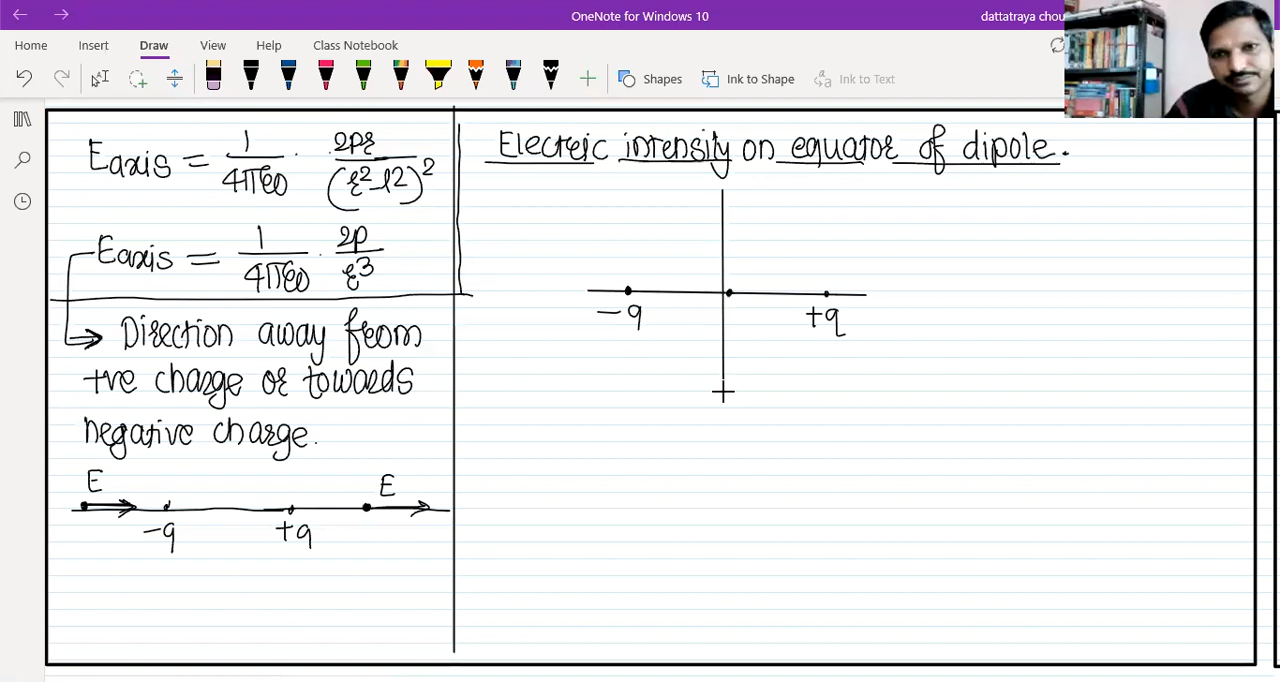 OneNote for Windows 10
dattatraya chou
Home Insert Draw View Help Class Notebook
Shapes Ink to Shape Ink to Text
Eaxis = 1/4πε0 · 2pr/(r²-l²)²
Eaxis = 1/4πε0 · 2p/r³
Direction away from
+ve charge or towards
negative charge.
E E
-q +q
Electric intensity on equator of dipole.
-q +q